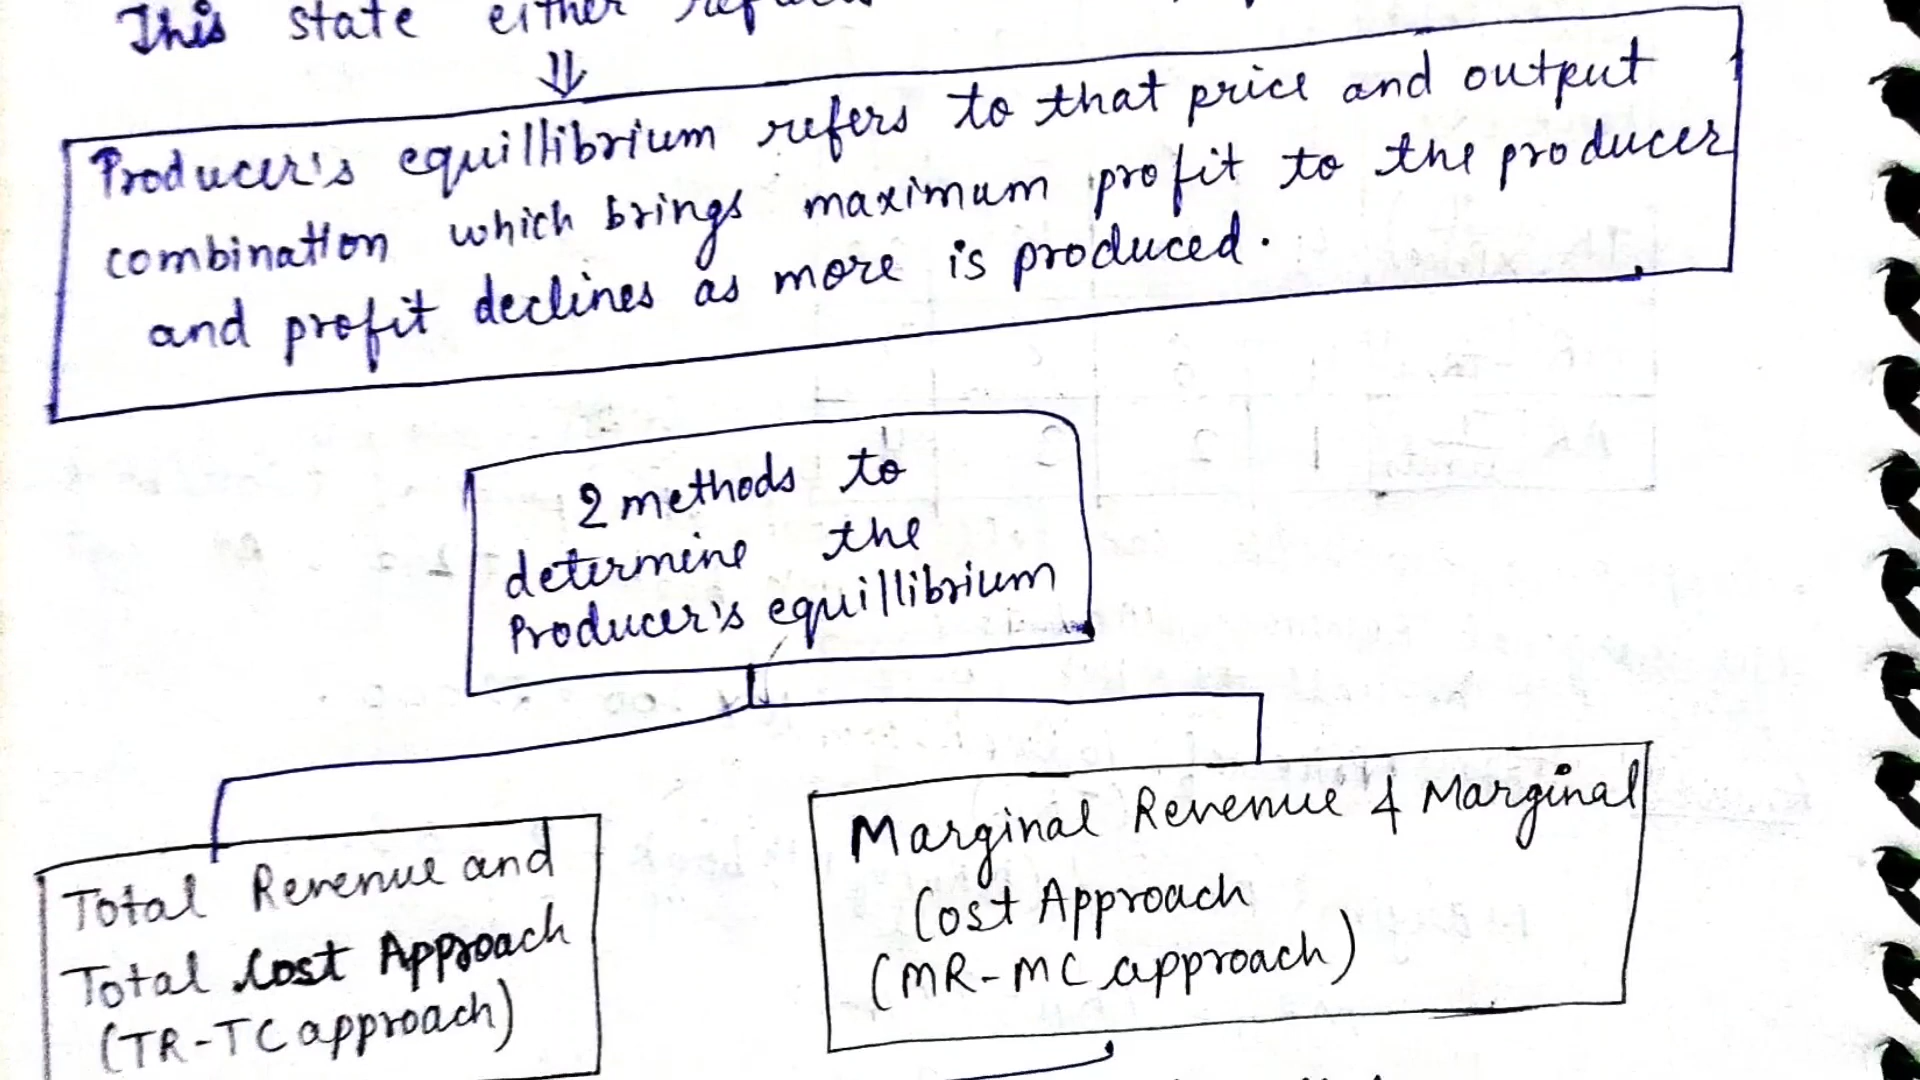 This state either
Producer's equillibrium refers to that price and output
combination which brings maximum profit to the producer
and profit declines as more is produced.
2 methods to
determine the
Producer's equillibrium
Total Revenue and
Total Cost Approach
(TR-TC approach)
Marginal Revenue & Marginal
Cost Approach
(MR-MC approach)